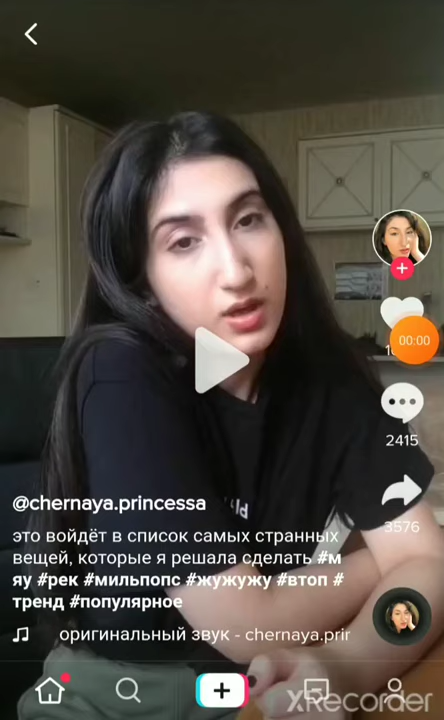 00:00
2415
@chernaya.princessa
3576
это войдёт в список самых странных
вещей, которые я решала сделать #м
яу #рек #мильпопс #жужужу #втоп #
тренд #популярное
оригинальный звук - chernaya.prir
XRecorder